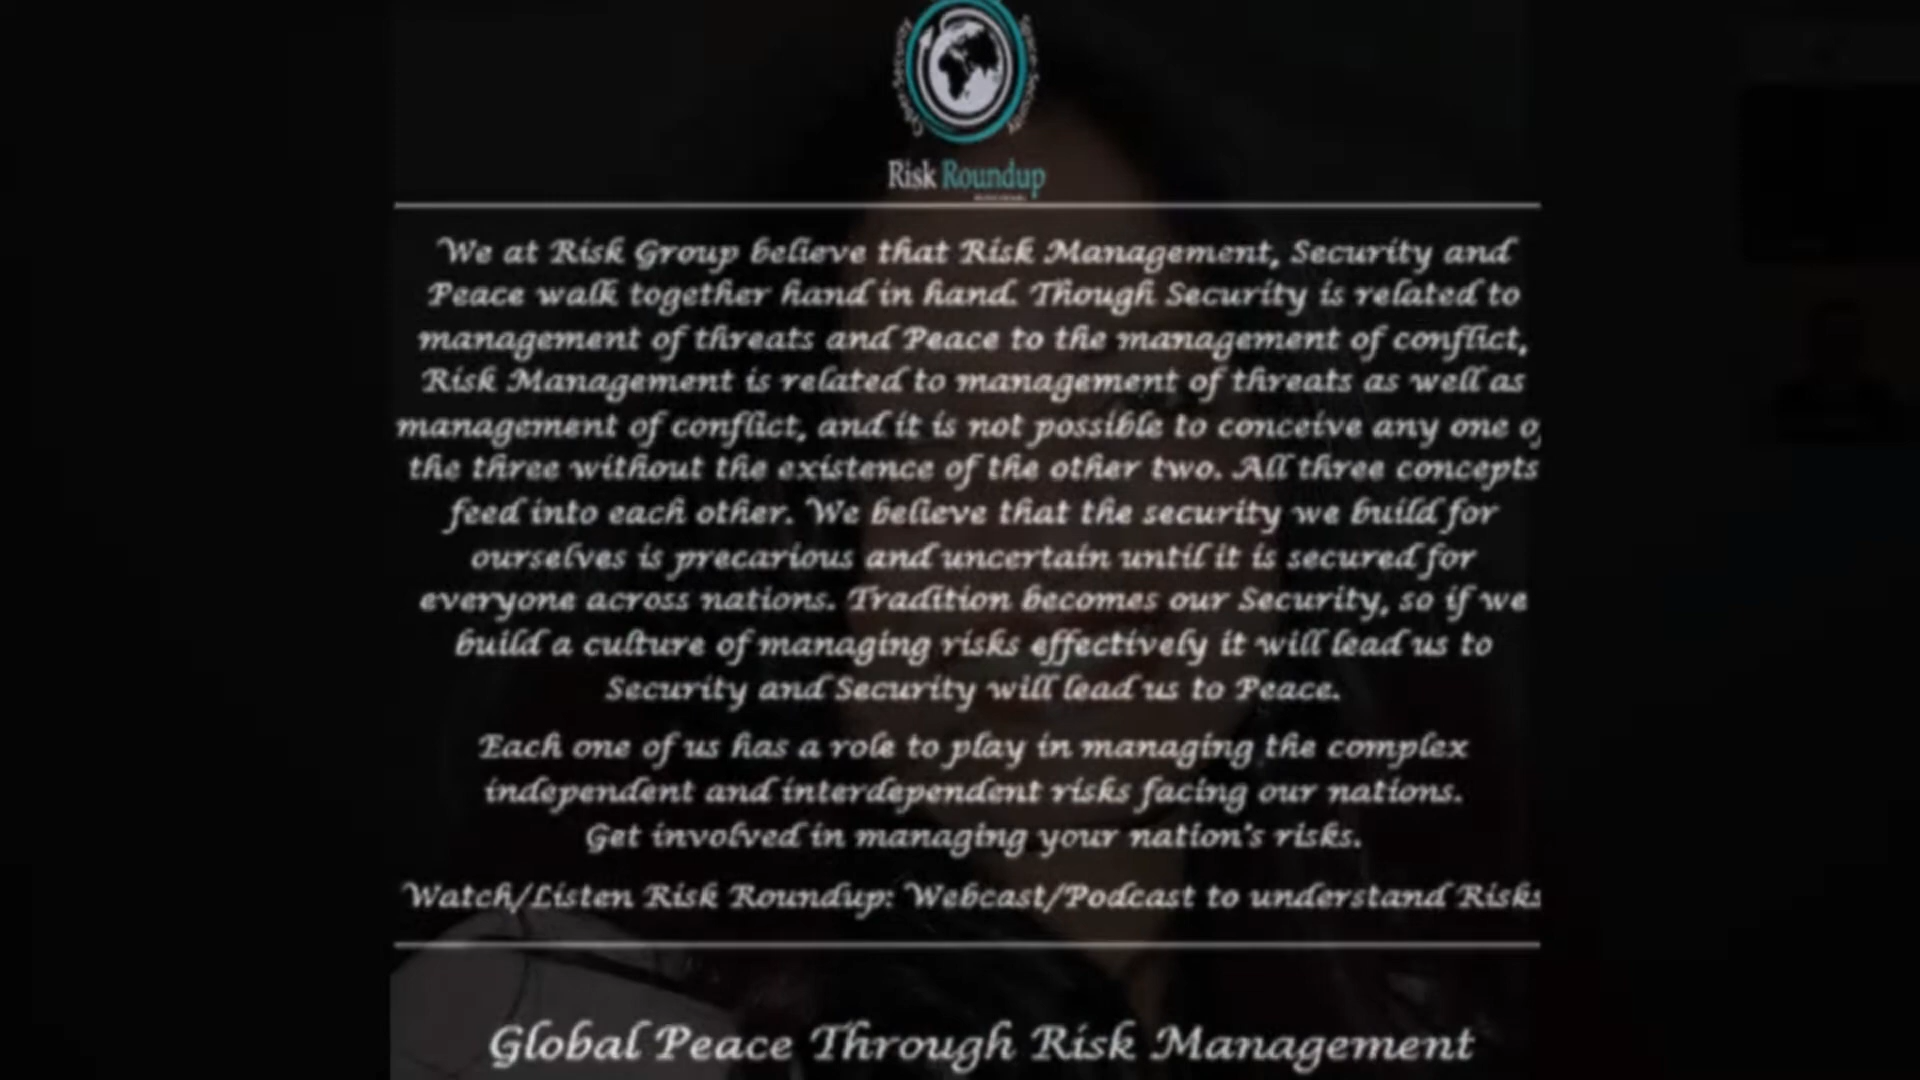 Cyber-Security
Space-Security
Risk Roundup
We at Risk Group believe that Risk Management, Security and
Peace walk together hand in hand. Though Security is related to
management of threats and Peace to the management of conflict,
Risk Management is related to management of threats as well as
management of conflict, and it is not possible to conceive any one o
the three without the existence of the other two. All three concepts
feed into each other. We believe that the security we build for
ourselves is precarious and uncertain until it is secured for
everyone across nations. Tradition becomes our Security, so if we
build a culture of managing risks effectively it will lead us to
Security and Security will lead us to Peace.
Each one of us has a role to play in managing the complex
independent and interdependent risks facing our nations.
Get involved in managing your nation's risks.
Watch/Listen Risk Roundup: Webcast/Podcast to understand Risks
Global Peace Through Risk Management